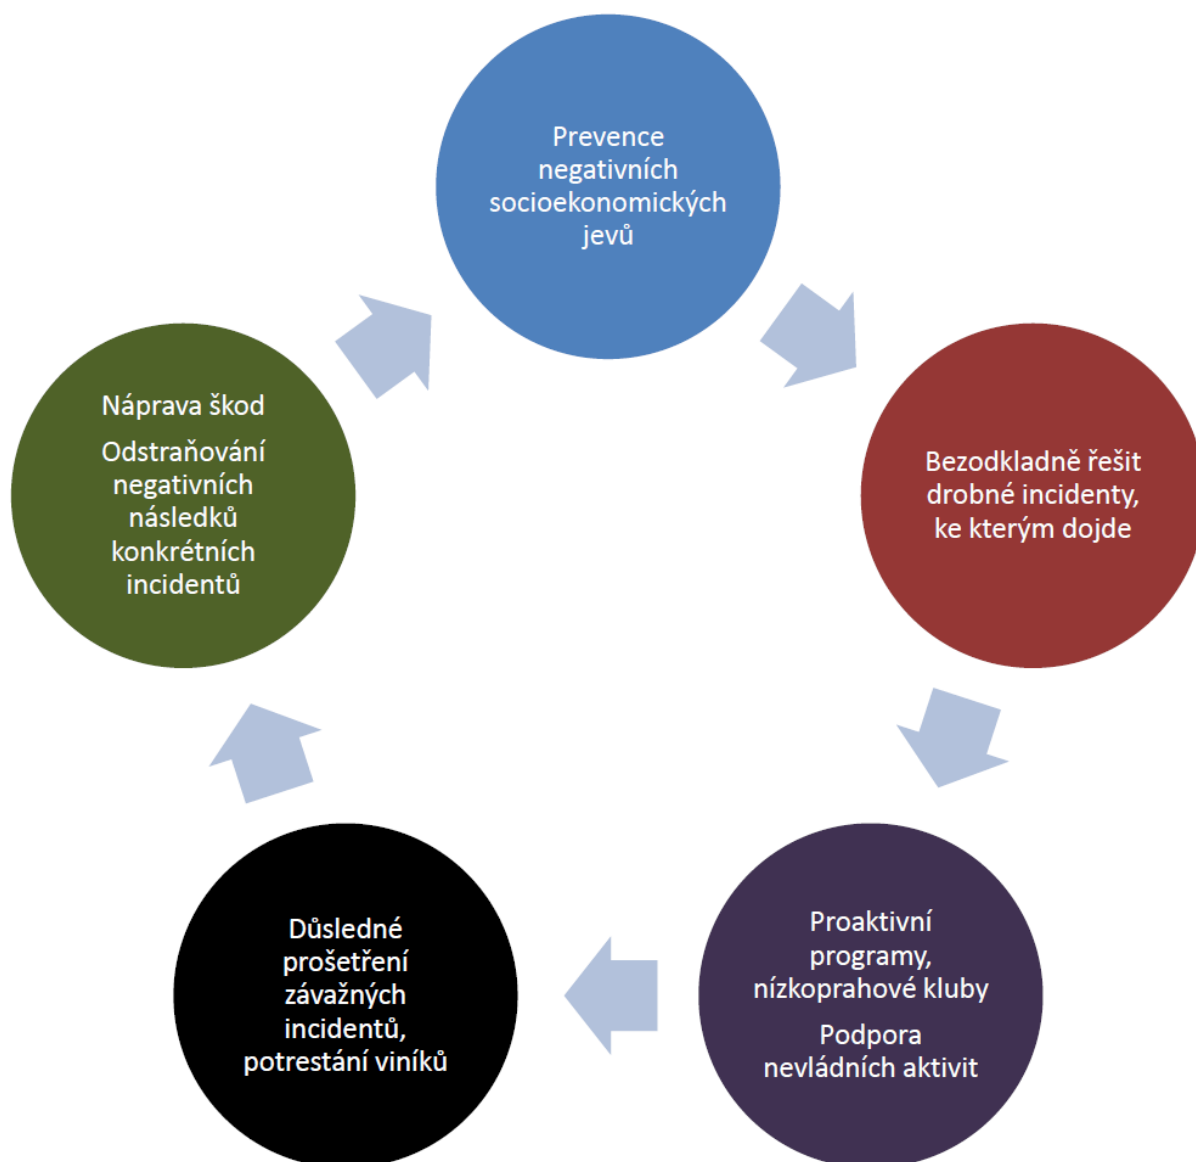 Prevence
negativních
socioekonomických
jevů
Bezodkladně řešit
drobné incidenty,
ke kterým dojde
Proaktivní
programy,
nízkoprahové kluby
Podpora
nevládních aktivit
Důsledné
prošetření
závažných
incidentů,
potrestání viníků
Náprava škod
Odstraňování
negativních
následků
konkrétních
incidentů